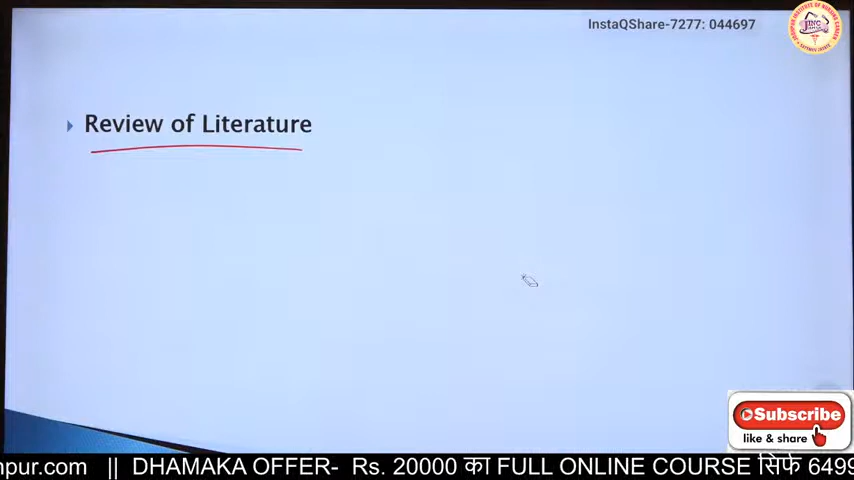 InstaQShare-7277: 044697
Review of Literature
Subscribe
like & share
npur.com || DHAMAKA OFFER- Rs. 20000 का FULL ONLINE COURSE सिर्फ 6499